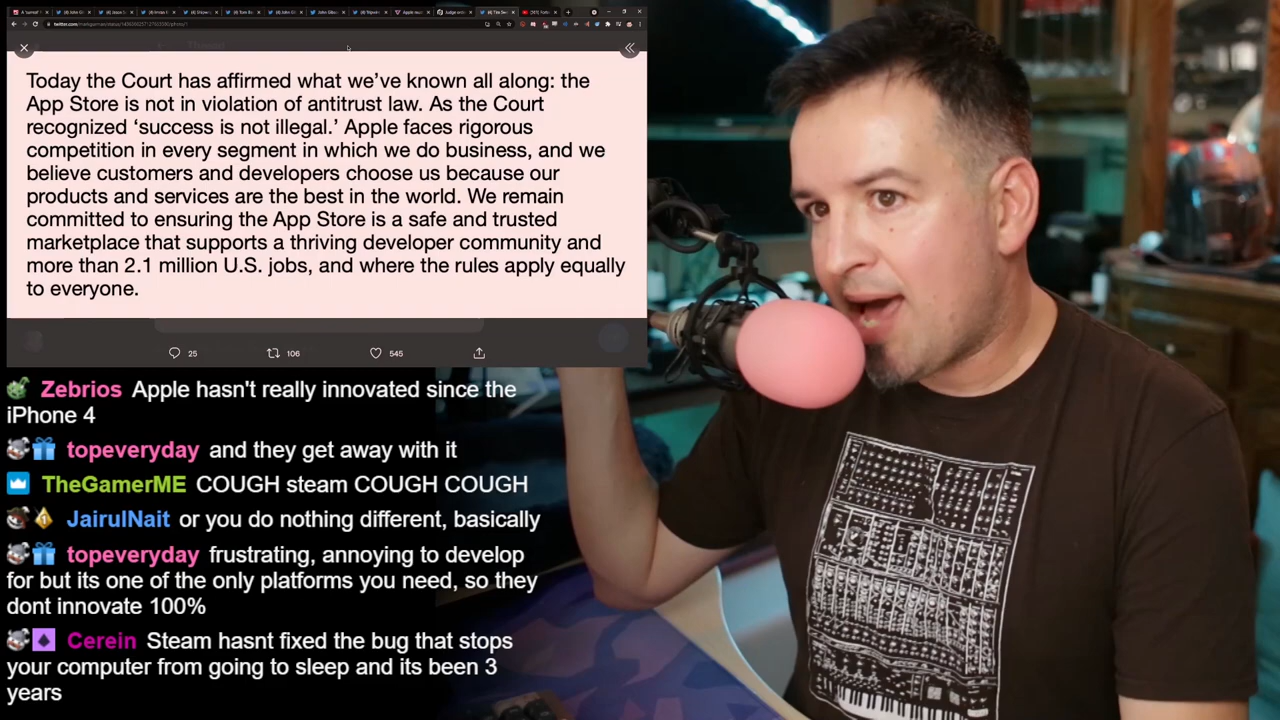 twitter.com/markgurman/status/
Today the Court has affirmed what we've known all along: the
App Store is not in violation of antitrust law. As the Court
recognized ‘success is not illegal.’ Apple faces rigorous
competition in every segment in which we do business, and we
believe customers and developers choose us because our
products and services are the best in the world. We remain
committed to ensuring the App Store is a safe and trusted
marketplace that supports a thriving developer community and
more than 2.1 million U.S. jobs, and where the rules apply equally
to everyone.
25 106 545
Zebrios Apple hasn't really innovated since the
iPhone 4
topeveryday and they get away with it
TheGamerME COUGH steam COUGH COUGH
JairulNait or you do nothing different, basically
topeveryday frustrating, annoying to develop
for but its one of the only platforms you need, so they
dont innovate 100%
Cerein Steam hasnt fixed the bug that stops
your computer from going to sleep and its been 3
years